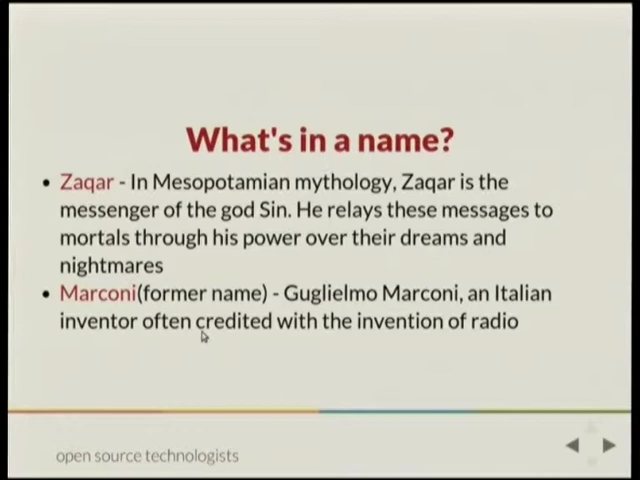 What's in a name?
• Zaqar - In Mesopotamian mythology, Zaqar is the
messenger of the god Sin. He relays these messages to
mortals through his power over their dreams and
nightmares
• Marconi(former name) - Guglielmo Marconi, an Italian
inventor often credited with the invention of radio
open source technologists